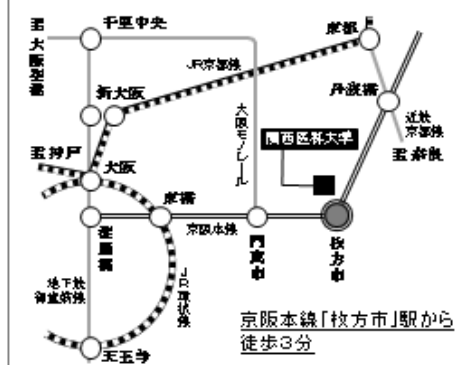 至大阪空港
千里中央
京都
JR京都線
新大阪
丹波橋
大阪モノレール
近鉄京都線
関西医科大学
至神戸
至奈良
大阪
京橋
京阪本線
淀屋橋
門真市
枚方市
地下鉄
御堂筋線
JR環状線
天王寺
京阪本線「枚方市」駅から
徒歩3分